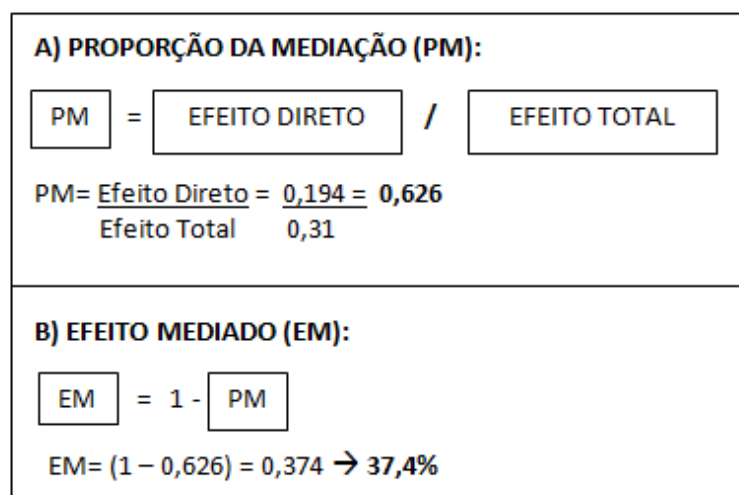 A) PROPORÇÃO DA MEDIAÇÃO (PM):
PM = EFEITO DIRETO / EFEITO TOTAL
PM= Efeito Direto = 0,194 = 0,626
Efeito Total 0,31
B) EFEITO MEDIADO (EM):
EM = 1 - PM
EM= (1 – 0,626) = 0,374 → 37,4%